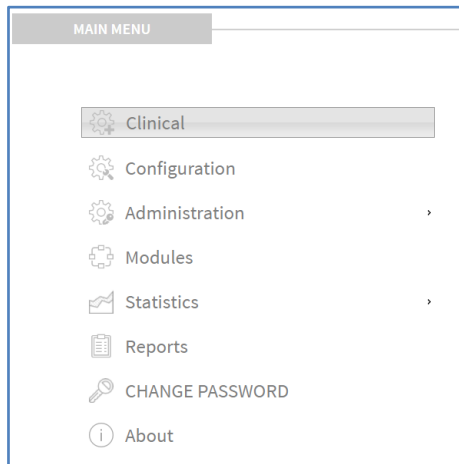 MAIN MENU
Clinical
Configuration
Administration
Modules
Statistics
Reports
CHANGE PASSWORD
About